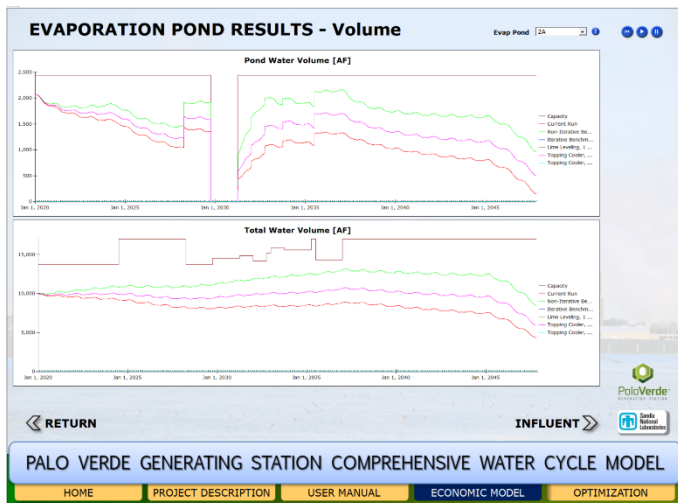 EVAPORATION POND RESULTS - Volume
Evap Pond 2A ?
Pond Water Volume [AF]
2,500
2,000
1,500
1,000
500
0
Jan 1, 2020 Jan 1, 2025 Jan 1, 2030 Jan 1, 2035 Jan 1, 2040 Jan 1, 2045
Capacity
Current Run
Non-Iterative Be...
Iterative Benchm...
Lime Leveling, 1 ...
Topping Cooler, ...
Topping Cooler, ...
Total Water Volume [AF]
15,000
10,000
5,000
0
Jan 1, 2020 Jan 1, 2025 Jan 1, 2030 Jan 1, 2035 Jan 1, 2040 Jan 1, 2045
Capacity
Current Run
Non-Iterative Be...
Iterative Benchm...
Lime Leveling, 1 ...
Topping Cooler, ...
Topping Cooler, ...
PaloVerde
GENERATING STATION
RETURN
INFLUENT
Sandia
National
Laboratories
PALO VERDE GENERATING STATION COMPREHENSIVE WATER CYCLE MODEL
HOME
PROJECT DESCRIPTION
USER MANUAL
ECONOMIC MODEL
OPTIMIZATION